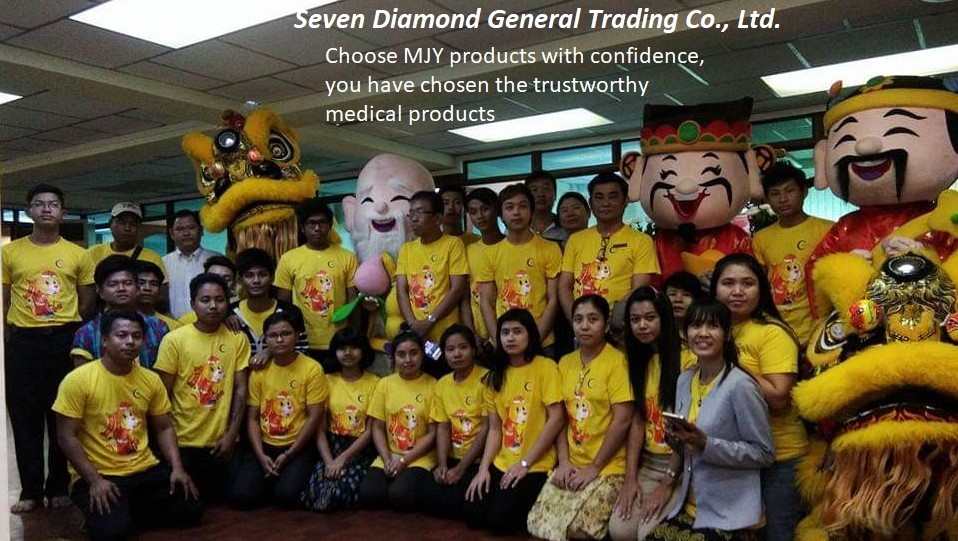 Seven Diamond General Trading Co., Ltd.
Choose MJY products with confidence,
you have chosen the trustworthy
medical products